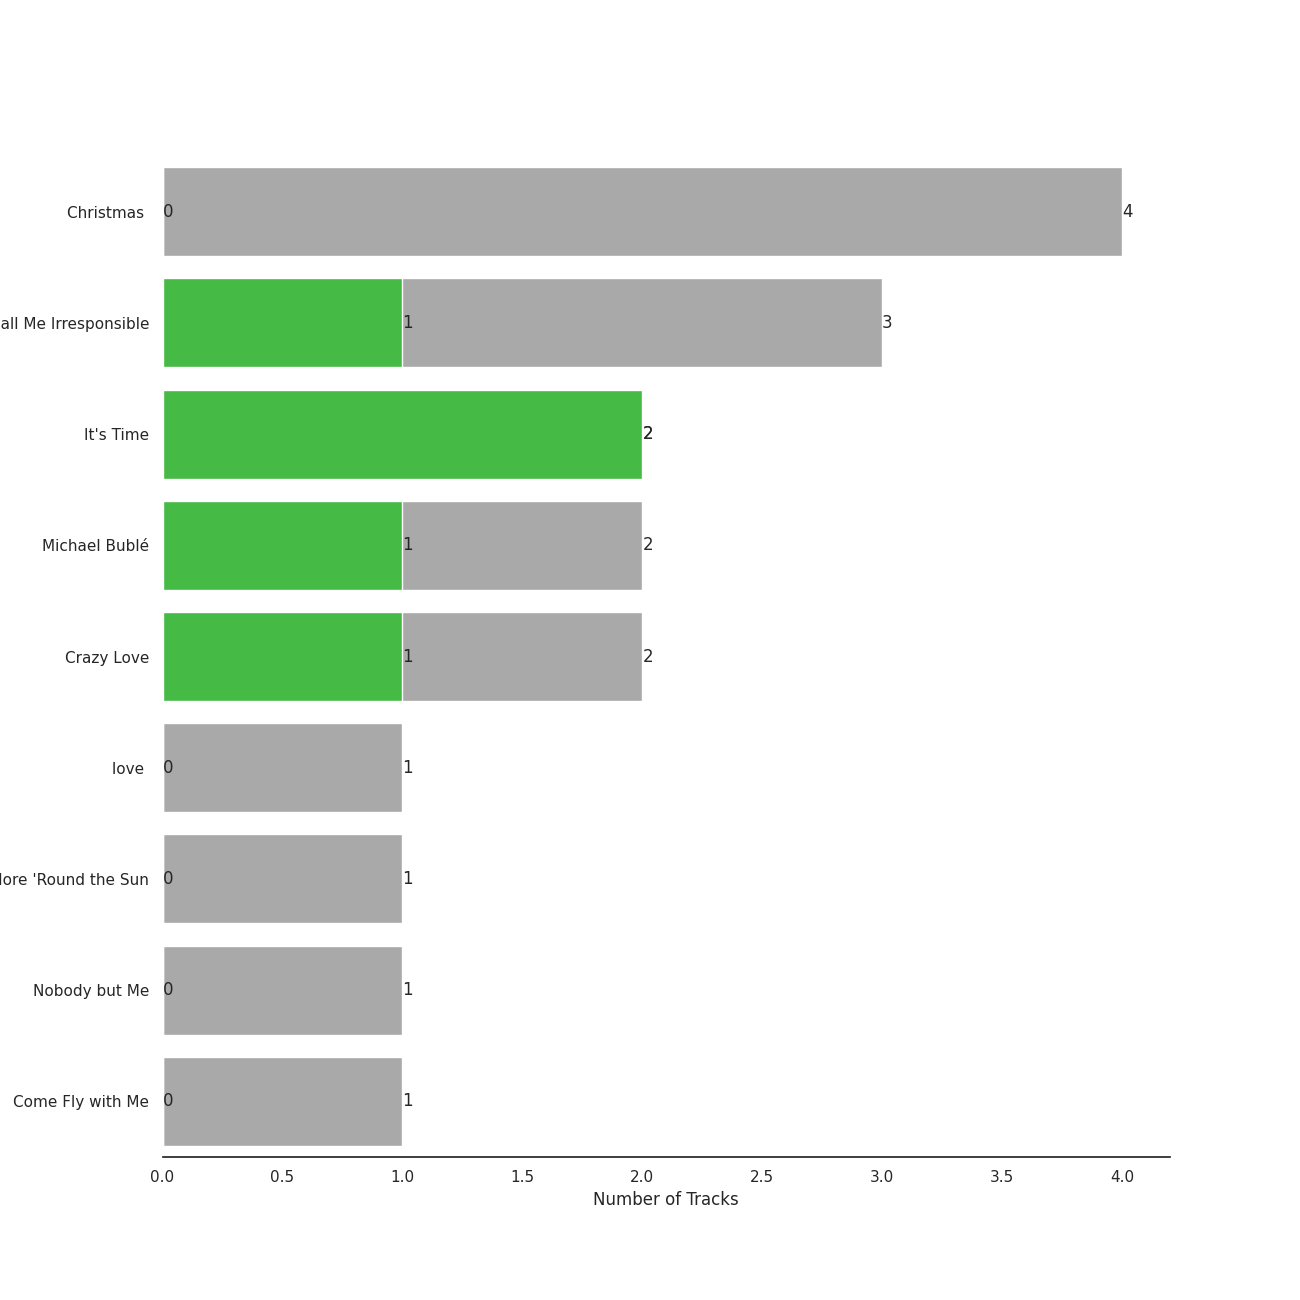 Christmas 0 4
all Me Irresponsible 1 3
It's Time 2
Michael Bublé 1 2
Crazy Love 1 2
love 0 1
'Round the Sun 0 1
Nobody but Me 0 1
Come Fly with Me 0 1
0.0 0.5 1.0 1.5 2.0 2.5 3.0 3.5 4.0
Number of Tracks